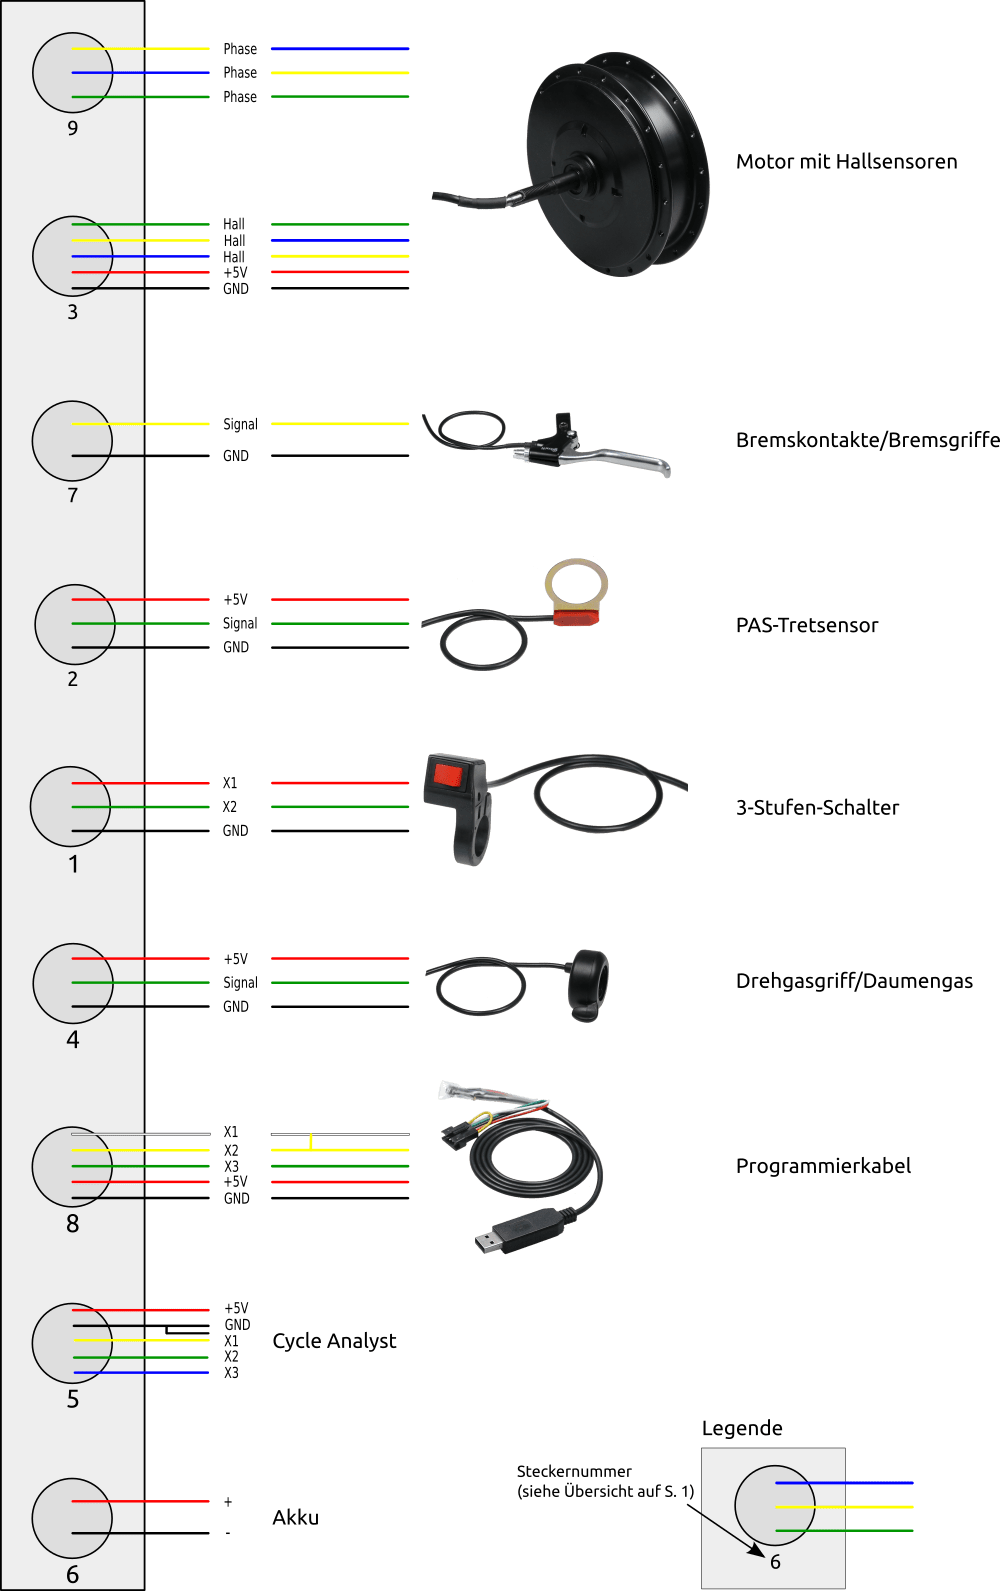 Phase
Phase
Phase
9
Motor mit Hallsensoren
Hall
Hall
Hall
+5V
GND
3
Signal
GND
7
Bremskontakte/Bremsgriffe
+5V
Signal
GND
2
PAS-Tretsensor
X1
X2
GND
1
3-Stufen-Schalter
+5V
Signal
GND
4
Drehgasgriff/Daumengas
X1
X2
X3
+5V
GND
8
Programmierkabel
+5V
GND
X1
X2
X3
5
Cycle Analyst
+
-
6
Akku
Legende
Steckernummer
(siehe Übersicht auf S. 1)
6